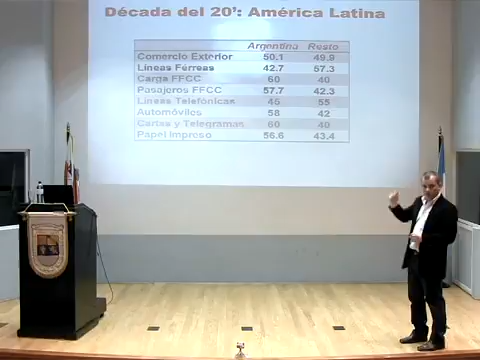 Década del 20': América Latina
Argentina Resto
Comercio Exterior 50.1 49.9
Líneas Férreas 42.7 57.3
Carga FFCC 60 40
Pasajeros FFCC 57.7 42.3
Líneas Telefónicas 45 55
Automóviles 58 42
Cartas y Telegramas 60 40
Papel Impreso 56.6 43.4